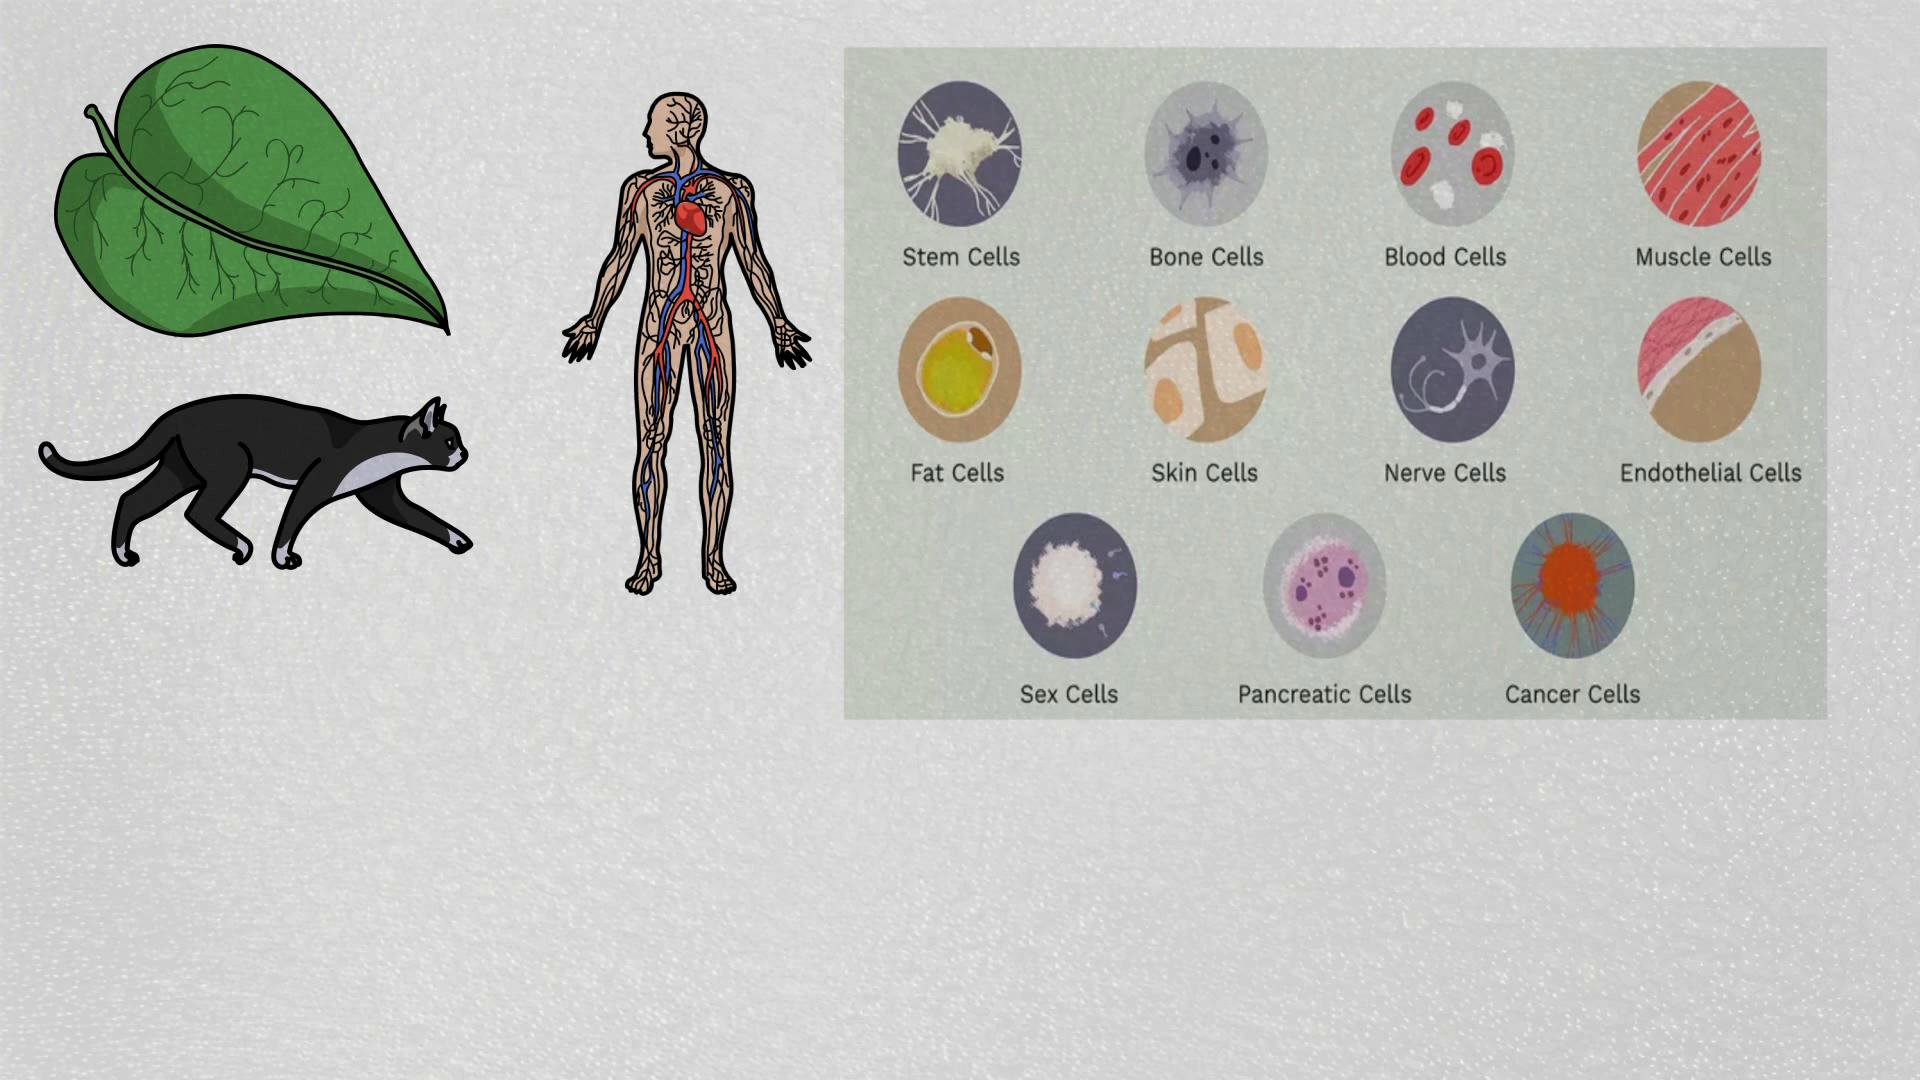 Stem Cells
Bone Cells
Blood Cells
Muscle Cells
Fat Cells
Skin Cells
Nerve Cells
Endothelial Cells
Sex Cells
Pancreatic Cells
Cancer Cells